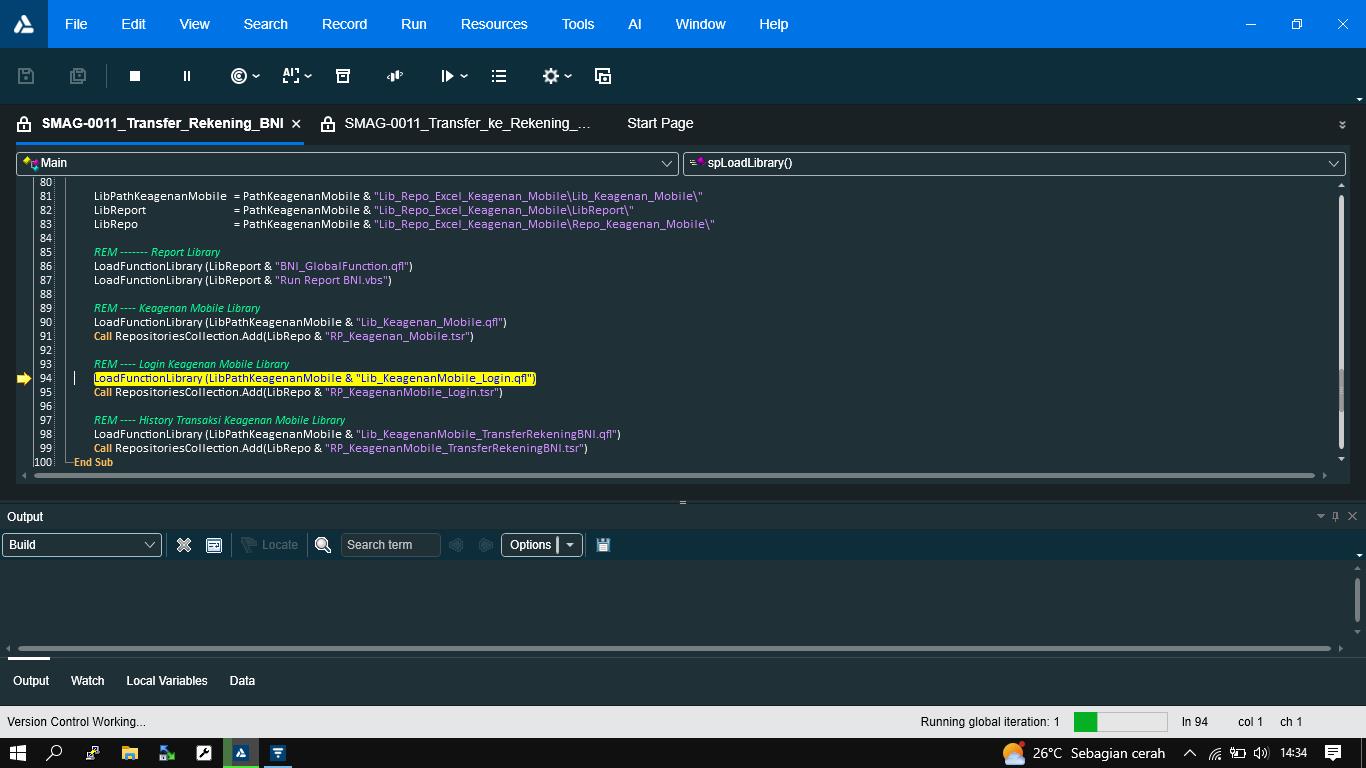 File Edit View Search Record Run Resources Tools AI Window Help
SMAG-0011_Transfer_Rekening_BNI SMAG-0011_Transfer_ke_Rekening_... Start Page
Main spLoadLibrary()
80
81 LibPathKeagenanMobile = PathKeagenanMobile & "Lib_Repo_Excel_Keagenan_Mobile\Lib_Keagenan_Mobile\"
82 LibReport = PathKeagenanMobile & "Lib_Repo_Excel_Keagenan_Mobile\LibReport\"
83 LibRepo = PathKeagenanMobile & "Lib_Repo_Excel_Keagenan_Mobile\Repo_Keagenan_Mobile\"
84
85 REM ------- Report Library
86 LoadFunctionLibrary (LibReport & "BNI_GlobalFunction.qfl")
87 LoadFunctionLibrary (LibReport & "Run Report BNI.vbs")
88
89 REM ---- Keagenan Mobile Library
90 LoadFunctionLibrary (LibPathKeagenanMobile & "Lib_Keagenan_Mobile.qfl")
91 Call RepositoriesCollection.Add(LibRepo & "RP_Keagenan_Mobile.tsr")
92
93 REM ---- Login Keagenan Mobile Library
94 LoadFunctionLibrary (LibPathKeagenanMobile & "Lib_KeagenanMobile_Login.qfl")
95 Call RepositoriesCollection.Add(LibRepo & "RP_KeagenanMobile_Login.tsr")
96
97 REM ---- History Transaksi Keagenan Mobile Library
98 LoadFunctionLibrary (LibPathKeagenanMobile & "Lib_KeagenanMobile_TransferRekeningBNI.qfl")
99 Call RepositoriesCollection.Add(LibRepo & "RP_KeagenanMobile_TransferRekeningBNI.tsr")
100 End Sub
Output
Build Locate Search term Options
Output Watch Local Variables Data
Version Control Working... Running global iteration: 1 ln 94 col 1 ch 1
26°C Sebagian cerah 14:34